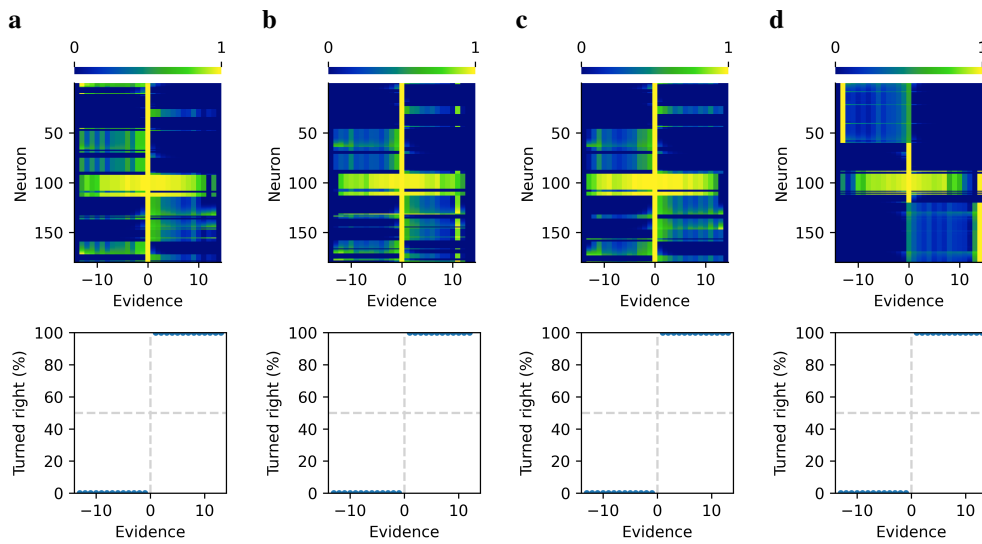 a b c d
0 1 0 1 0 1 0 1
Neuron Neuron Neuron Neuron
50 50 50 50
100 100 100 100
150 150 150 150
−10 0 10 −10 0 10 −10 0 10 −10 0 10
Evidence Evidence Evidence Evidence
Turned right (%) Turned right (%) Turned right (%) Turned right (%)
100 100 100 100
80 80 80 80
60 60 60 60
40 40 40 40
20 20 20 20
0 0 0 0
−10 0 10 −10 0 10 −10 0 10 −10 0 10
Evidence Evidence Evidence Evidence